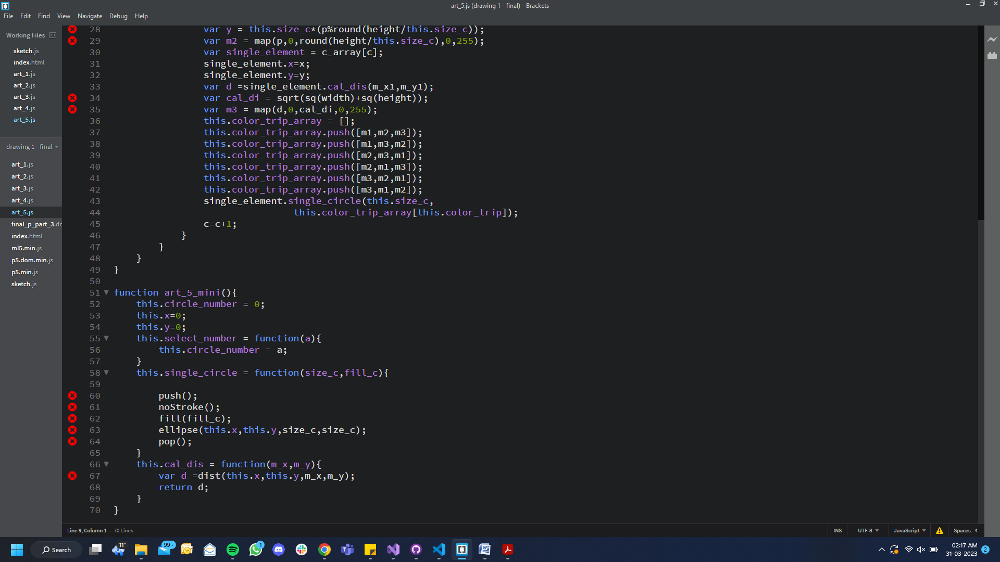 art_5.js (drawing 1 - final) - Brackets
File Edit Find View Navigate Debug Help
Working Files
sketch.js
index.html
art_1.js
art_2.js
art_3.js
art_4.js
art_5.js
drawing 1 - final
art_1.js
art_2.js
art_3.js
art_4.js
art_5.js
final_p_part_3.dc
index.html
ml5.min.js
p5.dom.min.js
p5.min.js
sketch.js
28 var y = this.size_c*(p%round(height/this.size_c));
29 var m2 = map(p,0,round(height/this.size_c),0,255);
30 var single_element = c_array[c];
31 single_element.x=x;
32 single_element.y=y;
33 var d =single_element.cal_dis(m_x1,m_y1);
34 var cal_di = sqrt(sq(width)+sq(height));
35 var m3 = map(d,0,cal_di,0,255);
36 this.color_trip_array = [];
37 this.color_trip_array.push([m1,m2,m3]);
38 this.color_trip_array.push([m1,m3,m2]);
39 this.color_trip_array.push([m2,m3,m1]);
40 this.color_trip_array.push([m2,m1,m3]);
41 this.color_trip_array.push([m3,m2,m1]);
42 this.color_trip_array.push([m3,m1,m2]);
43 single_element.single_circle(this.size_c,
44 this.color_trip_array[this.color_trip]);
45 c=c+1;
46 }
47 }
48 }
49 }
50
51 function art_5_mini(){
52 this.circle_number = 0;
53 this.x=0;
54 this.y=0;
55 this.select_number = function(a){
56 this.circle_number = a;
57 }
58 this.single_circle = function(size_c,fill_c){
59
60 push();
61 noStroke();
62 fill(fill_c);
63 ellipse(this.x,this.y,size_c,size_c);
64 pop();
65 }
66 this.cal_dis = function(m_x,m_y){
67 var d =dist(this.x,this.y,m_x,m_y);
68 return d;
69 }
70 }
Line 9, Column 1 — 70 Lines
INS UTF-8 JavaScript Spaces: 4
Search
11°
99+
1
02:17 AM
31-03-2023
2